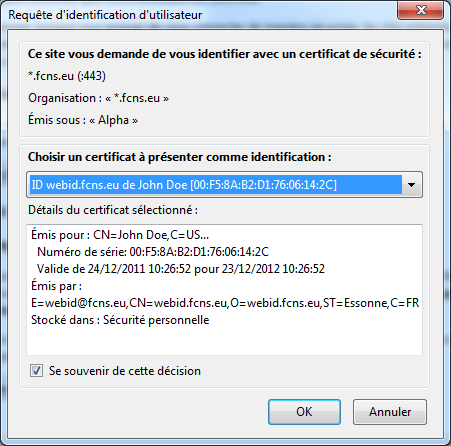 Requête d'identification d'utilisateur
Ce site vous demande de vous identifier avec un certificat de sécurité :
*.fcns.eu (:443)
Organisation : « *.fcns.eu »
Émis sous : « Alpha »
Choisir un certificat à présenter comme identification :
ID webid.fcns.eu de John Doe [00:F5:8A:B2:D1:76:06:14:2C]
Détails du certificat sélectionné :
Émis pour : CN=John Doe,C=US...
Numéro de série: 00:F5:8A:B2:D1:76:06:14:2C
Valide de 24/12/2011 10:26:52 pour 23/12/2012 10:26:52
Émis par :
E=webid@fcns.eu,CN=webid.fcns.eu,O=webid.fcns.eu,ST=Essonne,C=FR
Stocké dans : Sécurité personnelle
Se souvenir de cette décision
OK
Annuler